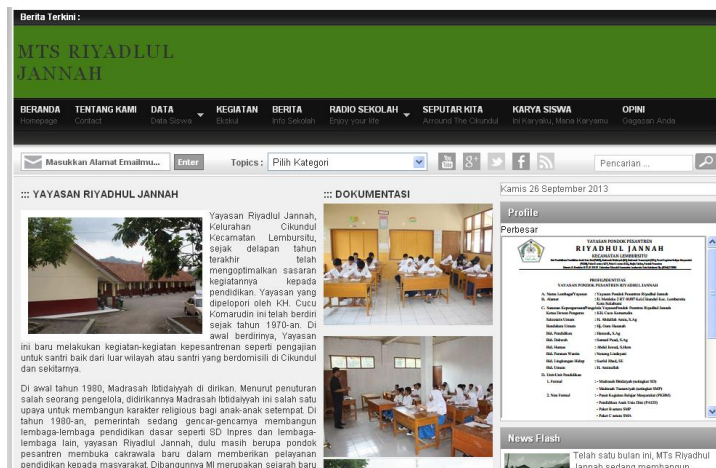 Berita Terkini :
MTS RIYADLUL
JANNAH
BERANDA TENTANG KAMI DATA KEGIATAN BERITA RADIO SEKOLAH SEPUTAR KITA KARYA SISWA OPINI
Homepage Contact Data Siswa Ekskul Info Sekolah Enjoy your life Arround The Cikundul Ini Karyaku, Mana Karyamu Gagasan Anda
Masukkan Alamat Emailmu... Enter Topics : Pilih Kategori Pencarian ...
::: YAYASAN RIYADHUL JANNAH
Yayasan Riyadlul Jannah,
Kelurahan Cikundul
Kecamatan Lembursitu,
sejak delapan tahun
terakhir telah
mengoptimalkan sasaran
kegiatannya kepada
pendidikan. Yayasan yang
dipelopori oleh KH. Cucu
Komarudin ini telah berdiri
sejak tahun 1970-an. Di
awal berdirinya, Yayasan
ini baru melakukan kegiatan-kegiatan kepesantrenan seperti pengajian
untuk santri baik dari luar wilayah atau santri yang berdomisili di Cikundul
dan sekitarnya.
Di awal tahun 1980, Madrasah Ibtidaiyyah di dirikan. Menurut penuturan
salah seorang pengelola, didirikannya Madrasah Ibtidaiyyah ini salah satu
upaya untuk membangun karakter religious bagi anak-anak setempat. Di
tahun 1980-an, pemerintah sedang gencar-gencarnya membangun
lembaga-lembaga pendidikan dasar seperti SD Inpres dan lembaga-
lembaga lain, yayasan Riyadlul Jannah, dulu masih berupa pondok
pesantren membuka cakrawala baru dalam memberikan pelayanan
pendidikan kepada masyarakat. Dibangunnya MI merupakan sejarah baru
::: DOKUMENTASI
Kamis 26 September 2013
Profile
Perbesar
YAYASAN PONDOK PESANTREN
RIYADHUL JANNAH
KECAMATAN LEMBURSITU
News Flash
Telah satu bulan ini, MTs Riyadhul
Jannah sedang membangun